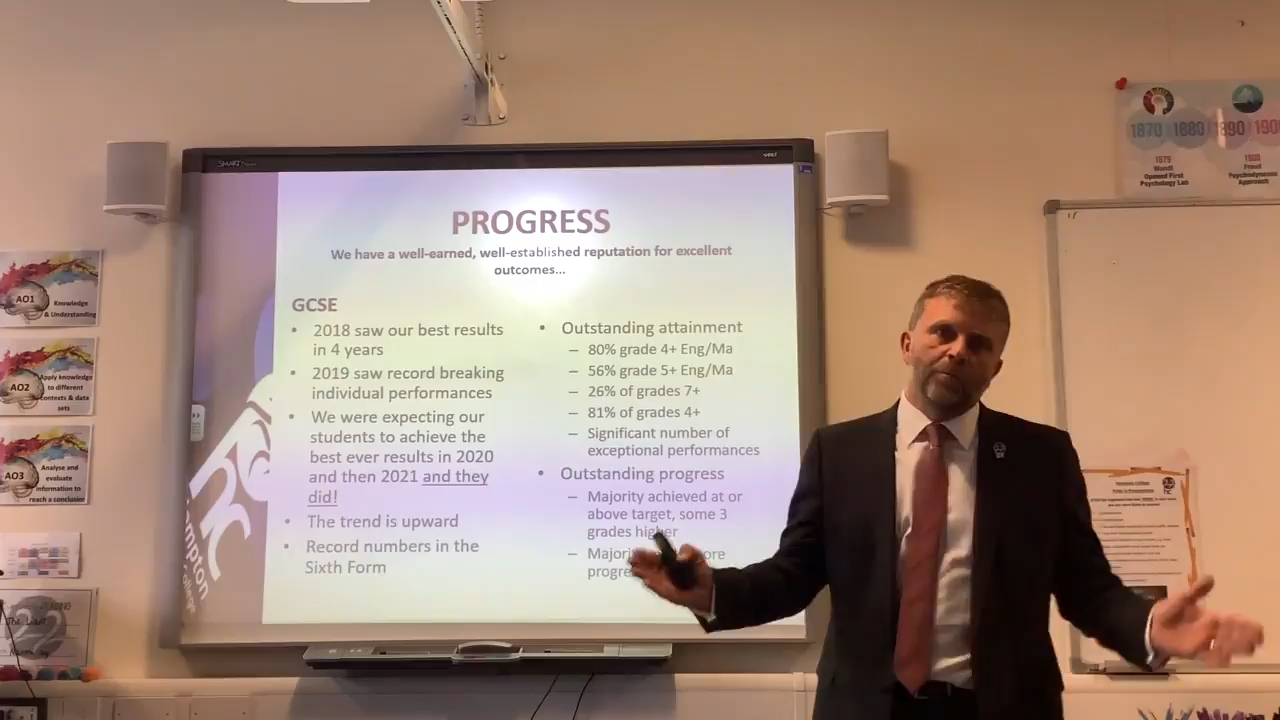 SMART
PROGRESS
We have a well-earned, well-established reputation for excellent
outcomes...
GCSE
• 2018 saw our best results
in 4 years
• 2019 saw record breaking
individual performances
• We were expecting our
students to achieve the
best ever results in 2020
and then 2021 and they
did!
• The trend is upward
• Record numbers in the
Sixth Form
• Outstanding attainment
– 80% grade 4+ Eng/Ma
– 56% grade 5+ Eng/Ma
– 26% of grades 7+
– 81% of grades 4+
– Significant number of
exceptional performances
• Outstanding progress
– Majority achieved at or
above target, some 3
grades higher
hc
mpton
College
AO1
Knowledge
& Understanding
AO2
Apply knowledge
to different
contexts & data
sets
AO3
Analyse and
evaluate
information to
reach a conclusion
1870 1880 1890 190
1879
Wundt
Opened First
Psychology Lab
1900
Freud
Psychodynamic
Approach